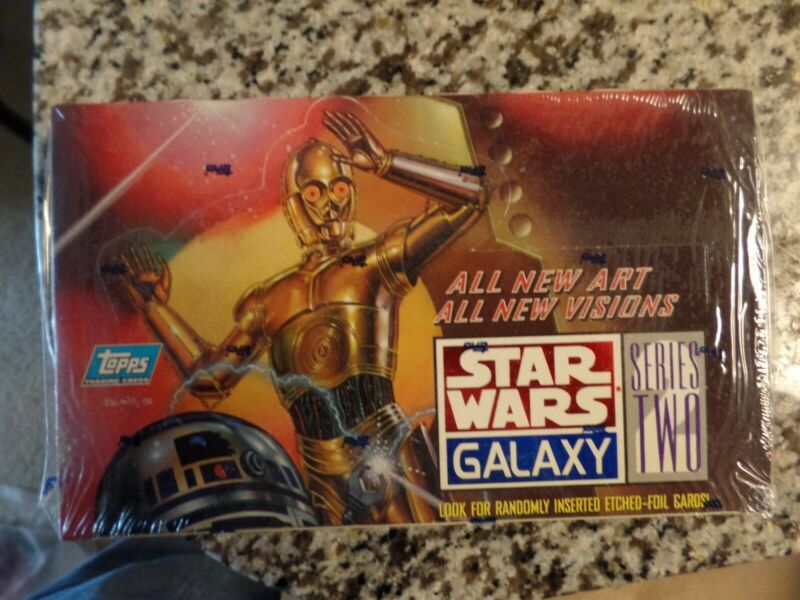 ALL NEW ART
ALL NEW VISIONS
topps
TRADING CARDS
STAR
WARS
GALAXY
SERIES
TWO
LOOK FOR RANDOMLY INSERTED ETCHED-FOIL CARDS!